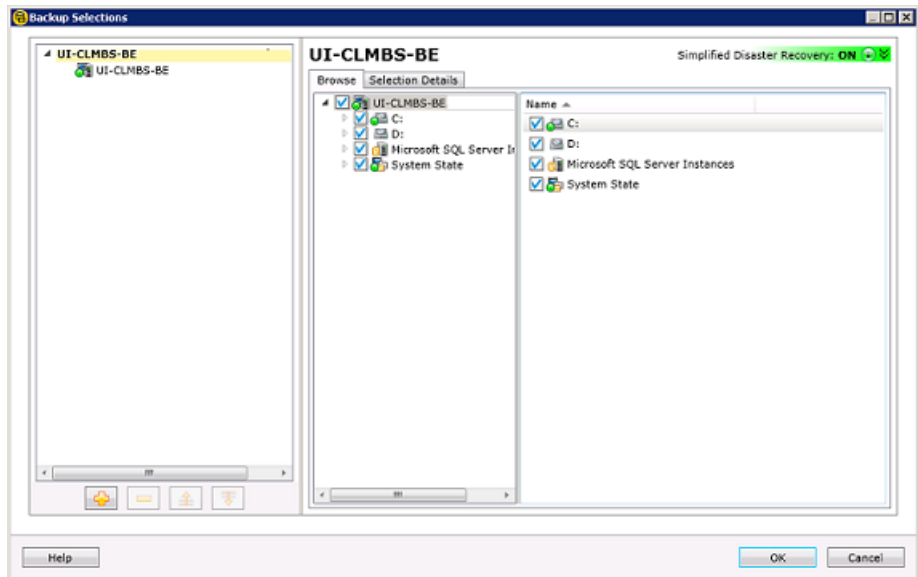 Backup Selections
UI-CLMBS-BE
UI-CLMBS-BE
UI-CLMBS-BE
Simplified Disaster Recovery: ON
Browse
Selection Details
UI-CLMBS-BE
C:
D:
Microsoft SQL Server In
System State
Name
C:
D:
Microsoft SQL Server Instances
System State
Help
OK
Cancel